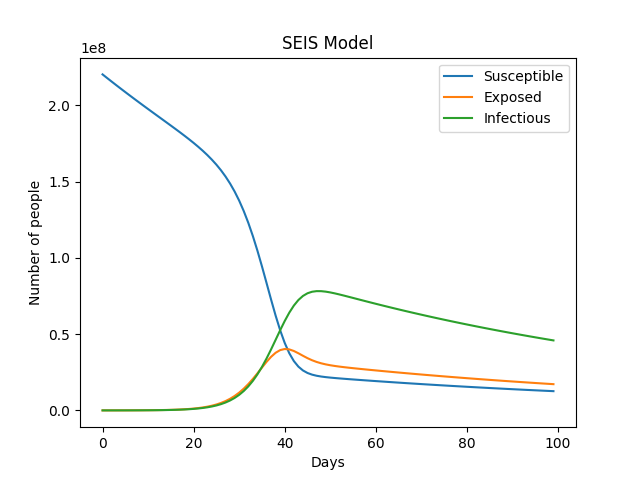 SEIS Model
1e8
Susceptible
Exposed
Infectious
2.0
1.5
1.0
0.5
0.0
Number of people
0 20 40 60 80 100
Days